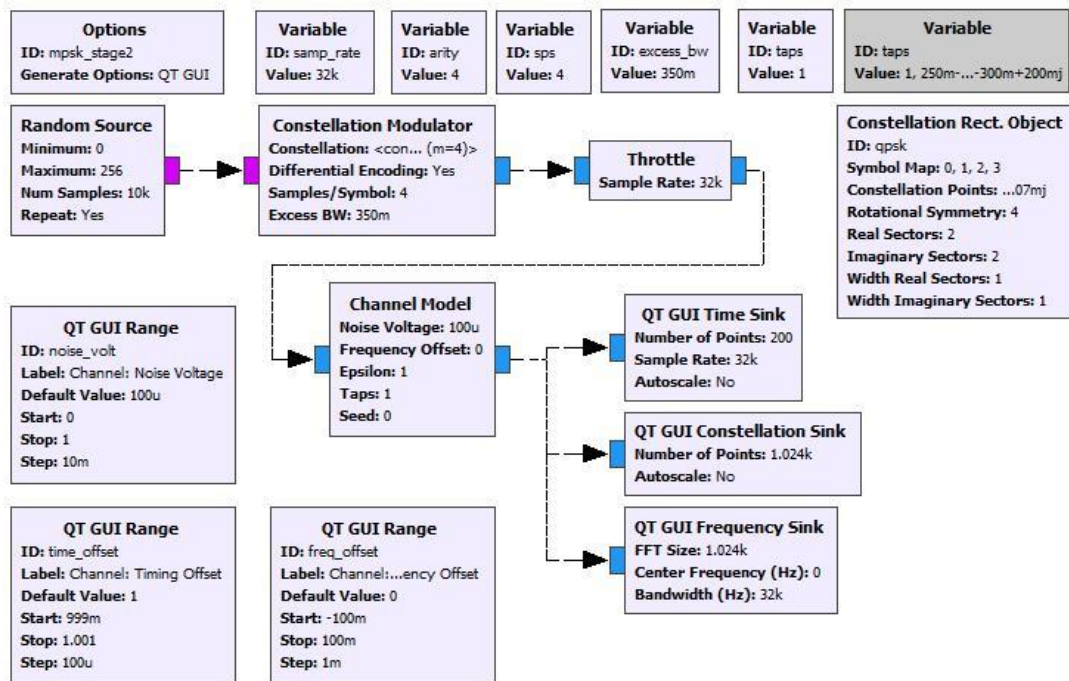 Options
ID: mpsk_stage2
Generate Options: QT GUI
Variable
ID: samp_rate
Value: 32k
Variable
ID: arity
Value: 4
Variable
ID: sps
Value: 4
Variable
ID: excess_bw
Value: 350m
Variable
ID: taps
Value: 1
Variable
ID: taps
Value: 1, 250m-...-300m+200mj
Random Source
Minimum: 0
Maximum: 256
Num Samples: 10k
Repeat: Yes
Constellation Modulator
Constellation: <con... (m=4)>
Differential Encoding: Yes
Samples/Symbol: 4
Excess BW: 350m
Throttle
Sample Rate: 32k
Constellation Rect. Object
ID: qpsk
Symbol Map: 0, 1, 2, 3
Constellation Points: ...07mj
Rotational Symmetry: 4
Real Sectors: 2
Imaginary Sectors: 2
Width Real Sectors: 1
Width Imaginary Sectors: 1
QT GUI Range
ID: noise_volt
Label: Channel: Noise Voltage
Default Value: 100u
Start: 0
Stop: 1
Step: 10m
Channel Model
Noise Voltage: 100u
Frequency Offset: 0
Epsilon: 1
Taps: 1
Seed: 0
QT GUI Time Sink
Number of Points: 200
Sample Rate: 32k
Autoscale: No
QT GUI Constellation Sink
Number of Points: 1.024k
Autoscale: No
QT GUI Range
ID: time_offset
Label: Channel: Timing Offset
Default Value: 1
Start: 999m
Stop: 1.001
Step: 100u
QT GUI Range
ID: freq_offset
Label: Channel:...ency Offset
Default Value: 0
Start: -100m
Stop: 100m
Step: 1m
QT GUI Frequency Sink
FFT Size: 1.024k
Center Frequency (Hz): 0
Bandwidth (Hz): 32k